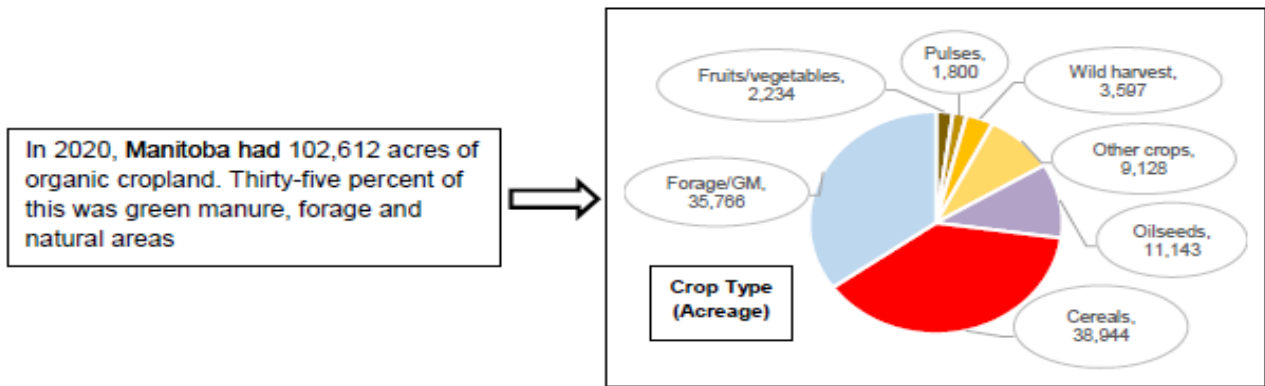 In 2020, Manitoba had 102,612 acres of
organic cropland. Thirty-five percent of
this was green manure, forage and
natural areas
Pulses,
1,800
Fruits/vegetables,
2,234
Wild harvest,
3,597
Other crops,
9,128
Forage/GM,
35,766
Oilseeds,
11,143
Crop Type
(Acreage)
Cereals,
38,944